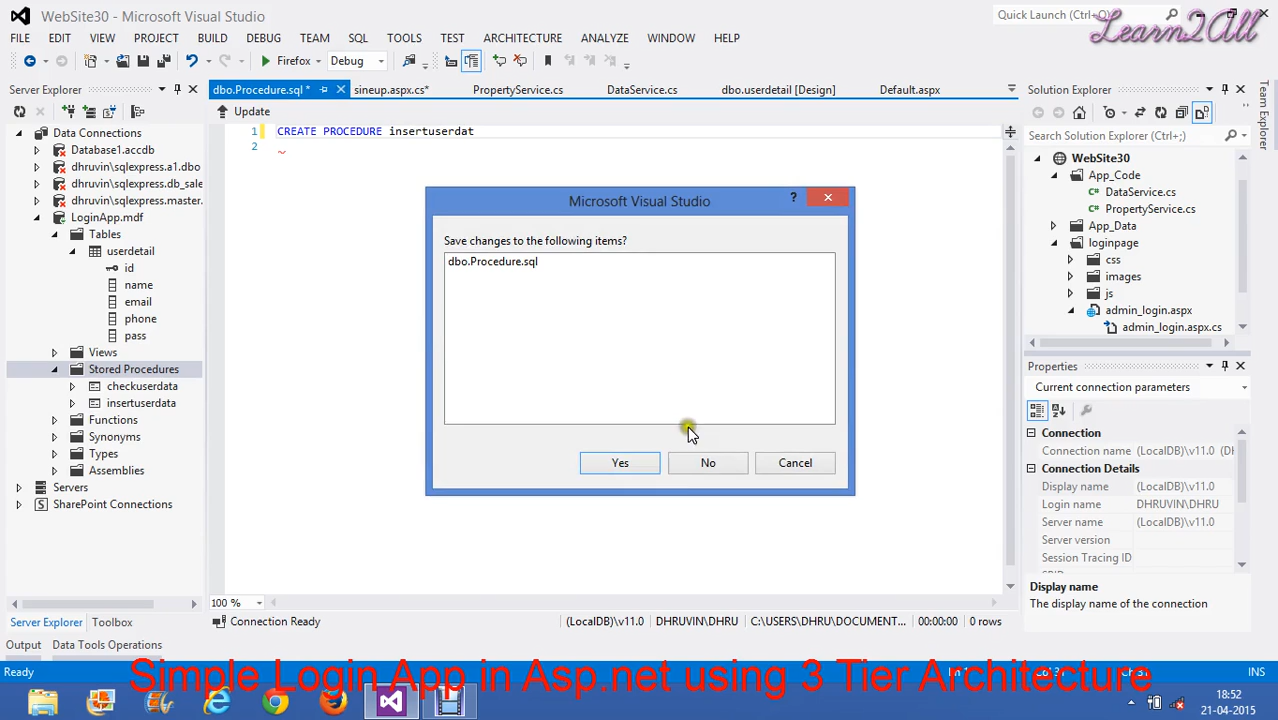 WebSite30 - Microsoft Visual Studio
Quick Launch (Ctrl+Q)
Learn2All
FILE EDIT VIEW PROJECT BUILD DEBUG TEAM SQL TOOLS TEST ARCHITECTURE ANALYZE WINDOW HELP
Firefox Debug
Server Explorer
dbo.Procedure.sql * sineup.aspx.cs* PropertyService.cs DataService.cs dbo.userdetail [Design] Default.aspx
Solution Explorer
Team Explorer
Update
Search Solution Explorer
1 CREATE PROCEDURE insertuserdat
2
Data Connections
Database1.accdb
dhruvin\sqlexpress.a1.dbo
dhruvin\sqlexpress.db_sale
dhruvin\sqlexpress.master.
LoginApp.mdf
Tables
userdetail
id
name
email
phone
pass
Views
Stored Procedures
checkuserdata
insertuserdata
Functions
Synonyms
Types
Assemblies
Servers
SharePoint Connections
Microsoft Visual Studio
?
Save changes to the following items?
dbo.Procedure.sql
Yes No Cancel
WebSite30
App_Code
DataService.cs
PropertyService.cs
App_Data
loginpage
css
images
js
admin_login.aspx
admin_login.aspx.cs
Properties
Current connection parameters
Connection
Connection name (LocalDB)\v11.0 (DH
Connection Details
Display name (LocalDB)\v11.0
Login name DHRUVIN\DHRU
Server name (LocalDB)\v11.0
Server version
Session Tracing ID
Display name
The display name of the connection
100 %
Connection Ready (LocalDB)\v11.0 DHRUVIN\DHRU C:\USERS\DHRU\DOCUMENT... 00:00:00 0 rows
Server Explorer Toolbox
Output Data Tools Operations
Ready INS
Simple Login App in Asp.net using 3 Tier Architecture
18:52
21-04-2015